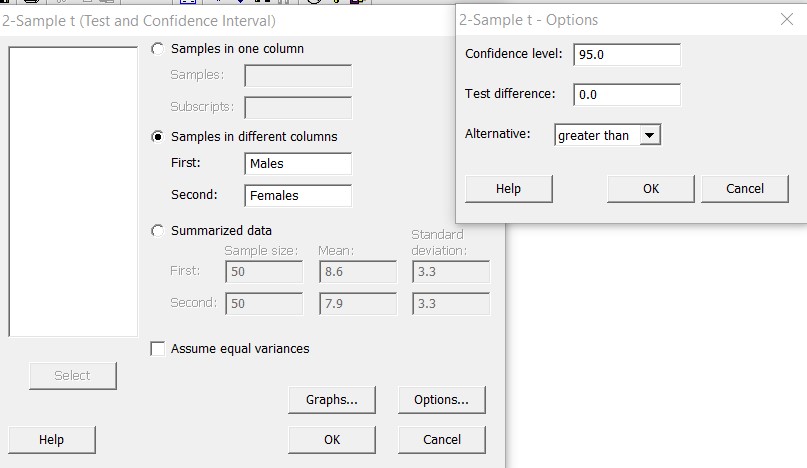 2-Sample t (Test and Confidence Interval)
Samples in one column
Samples:
Subscripts:
Samples in different columns
First: Males
Second: Females
Summarized data
Sample size: Mean: Standard deviation:
First: 50 8.6 3.3
Second: 50 7.9 3.3
Assume equal variances
Select
Graphs... Options...
Help OK Cancel
2-Sample t - Options
Confidence level: 95.0
Test difference: 0.0
Alternative: greater than
Help OK Cancel